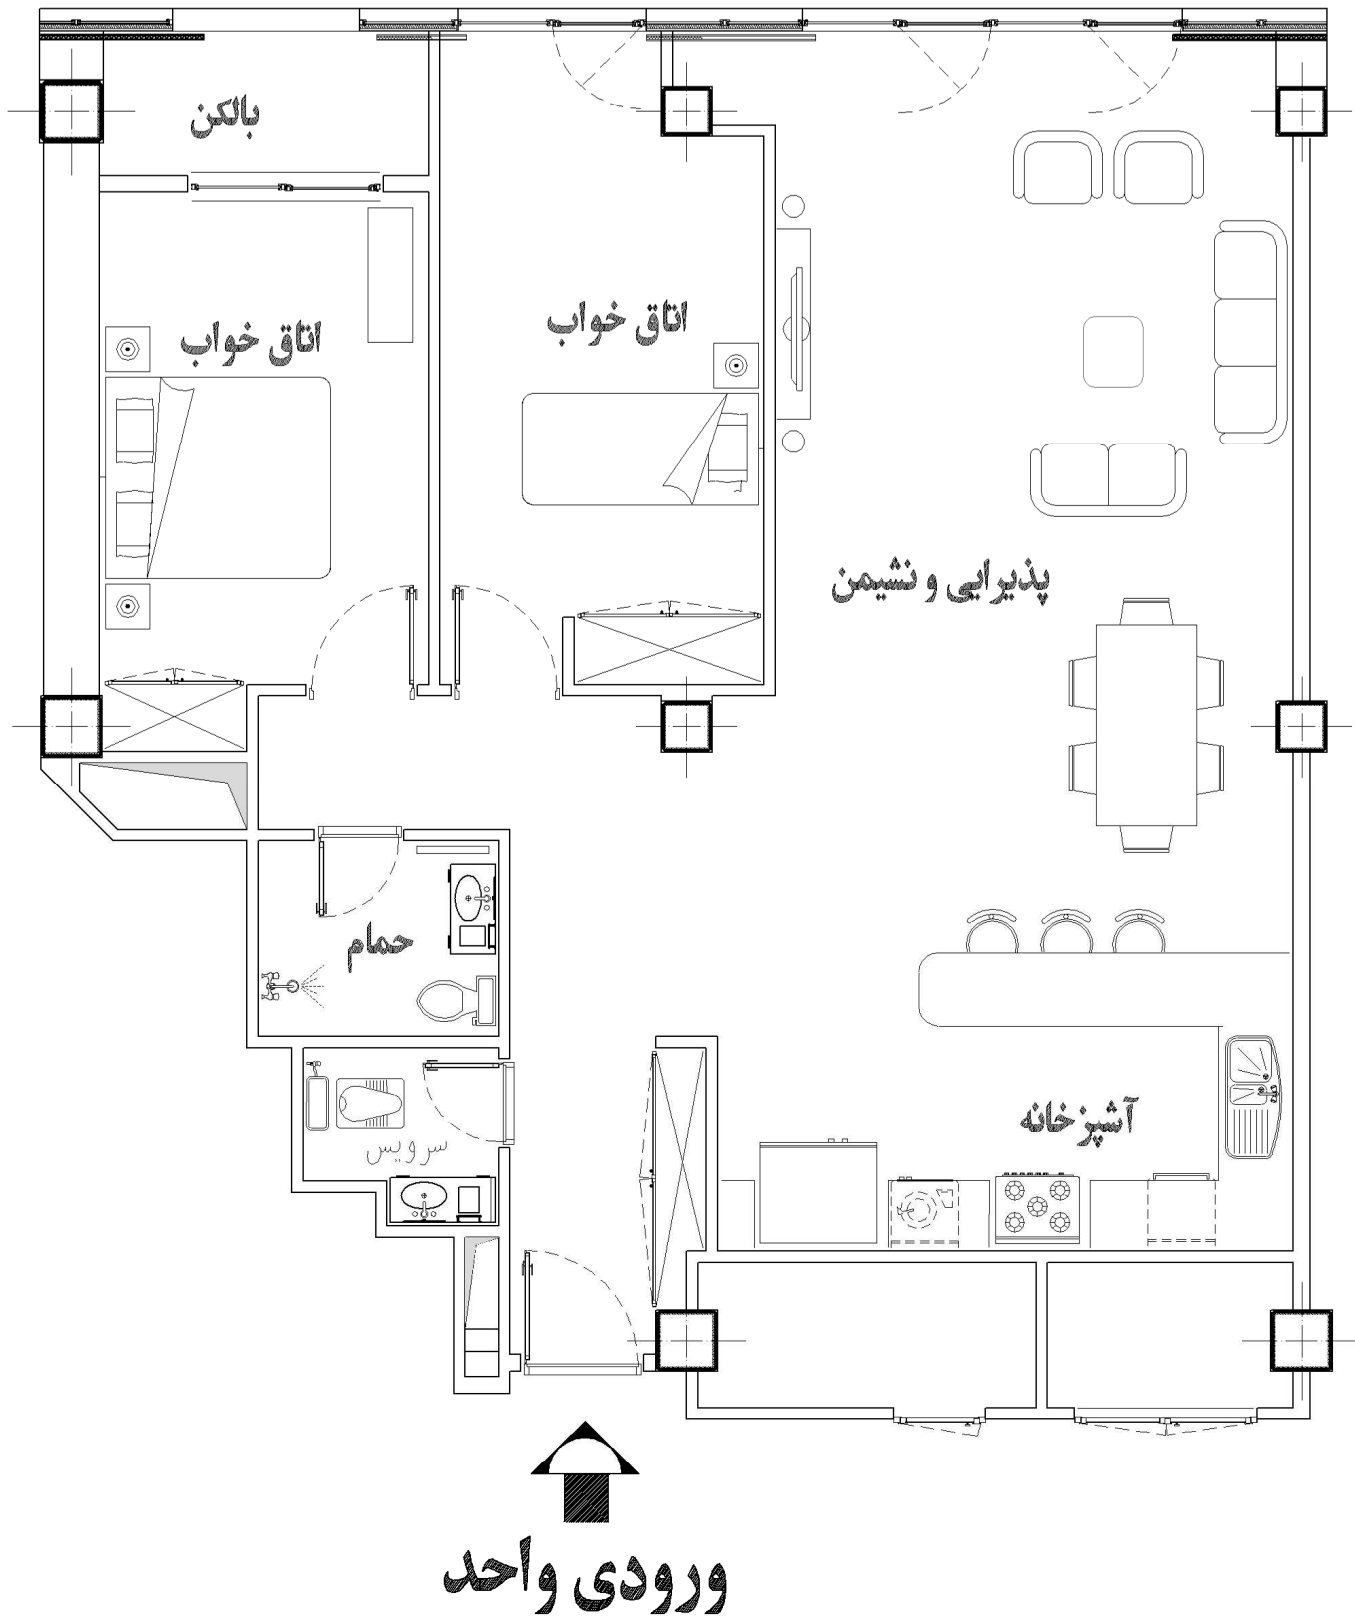 بالکن
اتاق خواب
اتاق خواب
پذیرایی و نشیمن
حمام
آشپزخانه
سرویس
ورودی واحد